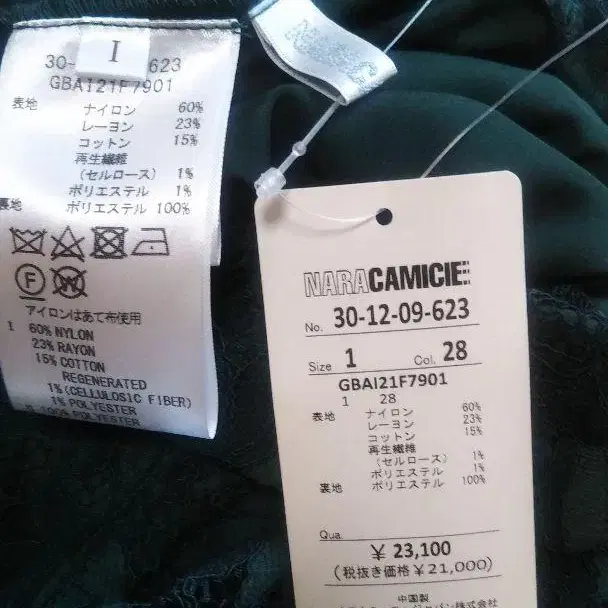 I
30- 623
GBAI21F7901
表地 ナイロン 60%
レーヨン 23%
コットン 15%
再生繊維
(セルロース) 1%
ポリエステル 1%
裏地 ポリエステル 100%
F W
アイロンはあて布使用
I 60% NYLON
23% RAYON
15% COTTON
REGENERATED
1%(CELLULOSIC FIBER)
1% POLYESTER
100% POLYESTER
NARACAMICIE
No. 30-12-09-623
Size 1 Col. 28
GBAI21F7901
1 28
表地 ナイロン 60%
レーヨン 23%
コットン 15%
再生繊維
(セルロース) 1%
ポリエステル 1%
裏地 ポリエステル 100%
Qua.
¥ 23,100
(税抜き価格 ¥21,000)
中国製